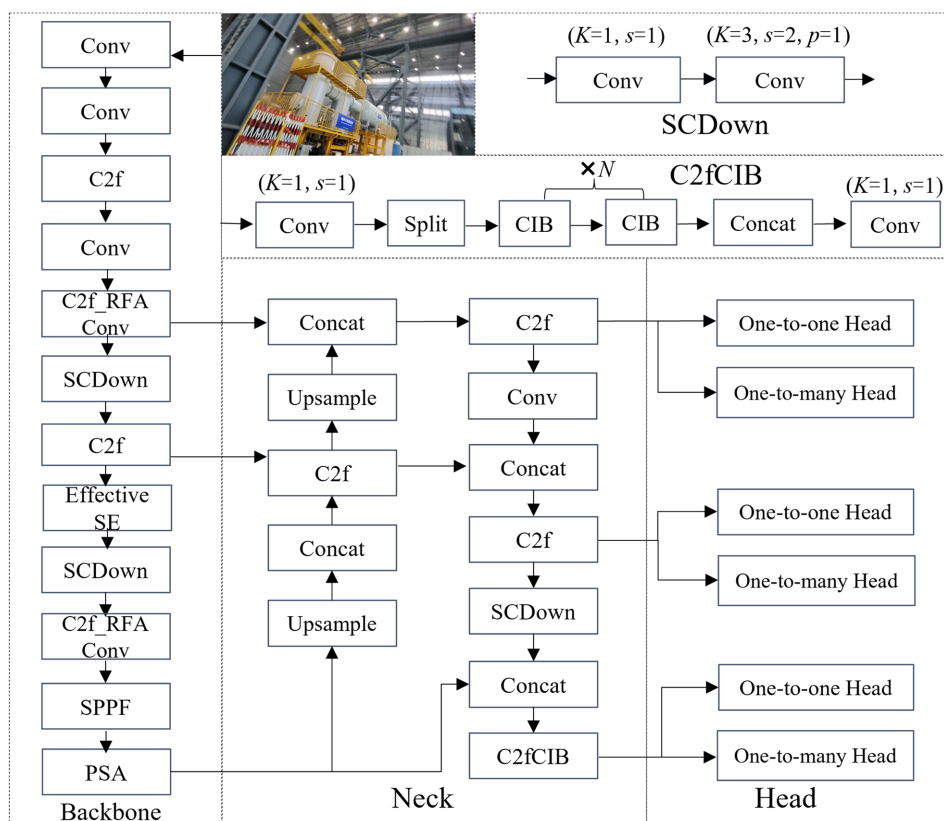 Conv
Conv
C2f
Conv
C2f_RFA
Conv
SCDown
C2f
Effective
SE
SCDown
C2f_RFA
Conv
SPPF
PSA
Backbone
(K=1, s=1) (K=3, s=2, p=1)
Conv Conv
SCDown
×N C2fCIB
(K=1, s=1) (K=1, s=1)
Conv Split CIB CIB Concat Conv
Concat
Upsample
C2f
Concat
Upsample
C2f
Conv
Concat
C2f
SCDown
Concat
C2fCIB
Neck
One-to-one Head
One-to-many Head
One-to-one Head
One-to-many Head
One-to-one Head
One-to-many Head
Head